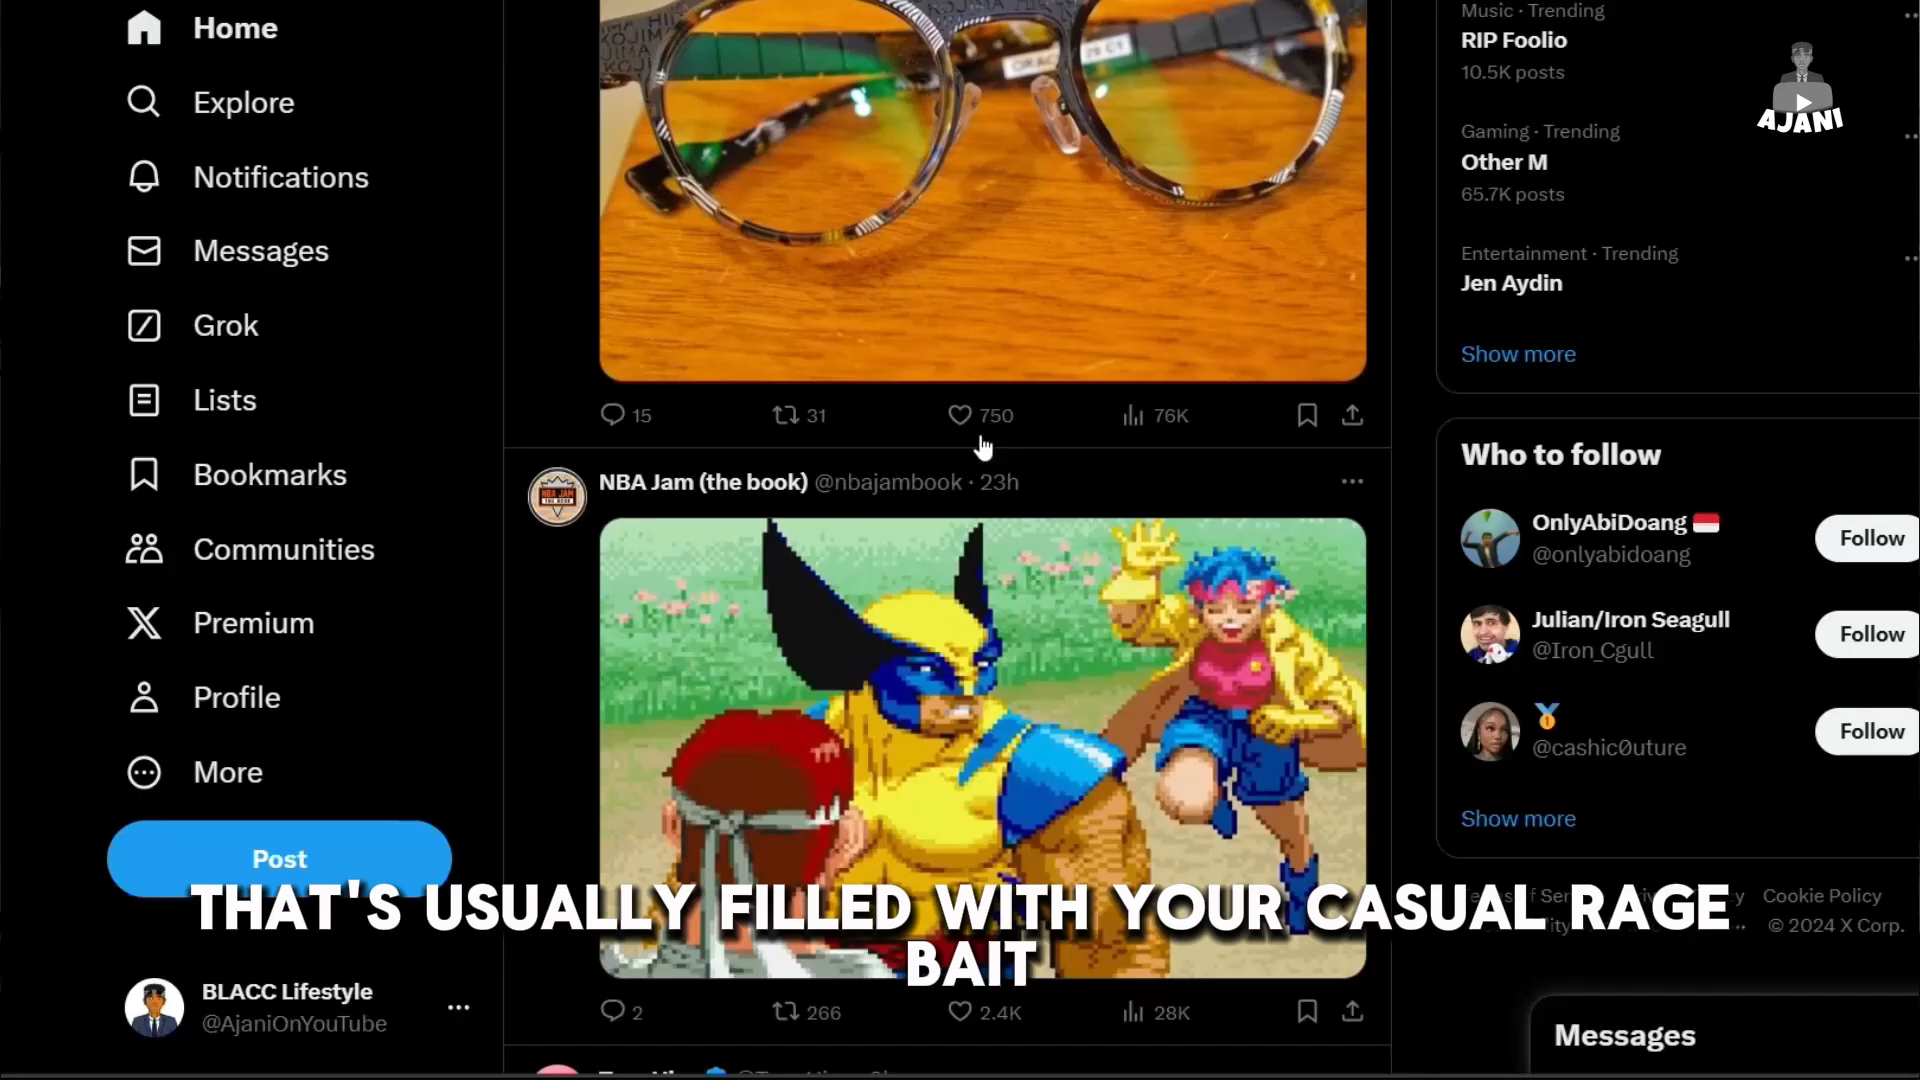 Home
Explore
Notifications
Messages
Grok
Lists
Bookmarks
Communities
Premium
Profile
More
Post
BLACC Lifestyle
@AjaniOnYouTube
15 31 750 76K
NBA Jam (the book) @nbajambook · 23h
2 266 2.4K 28K
Music · Trending
RIP Foolio
10.5K posts
Gaming · Trending
Other M
65.7K posts
Entertainment · Trending
Jen Aydin
Show more
AJANI
Who to follow
OnlyAbiDoang
@onlyabidoang
Follow
Julian/Iron Seagull
@Iron_Cgull
Follow
@cashic0uture
Follow
Show more
Cookie Policy
© 2024 X Corp.
Messages
THAT'S USUALLY FILLED WITH YOUR CASUAL RAGE
BAIT